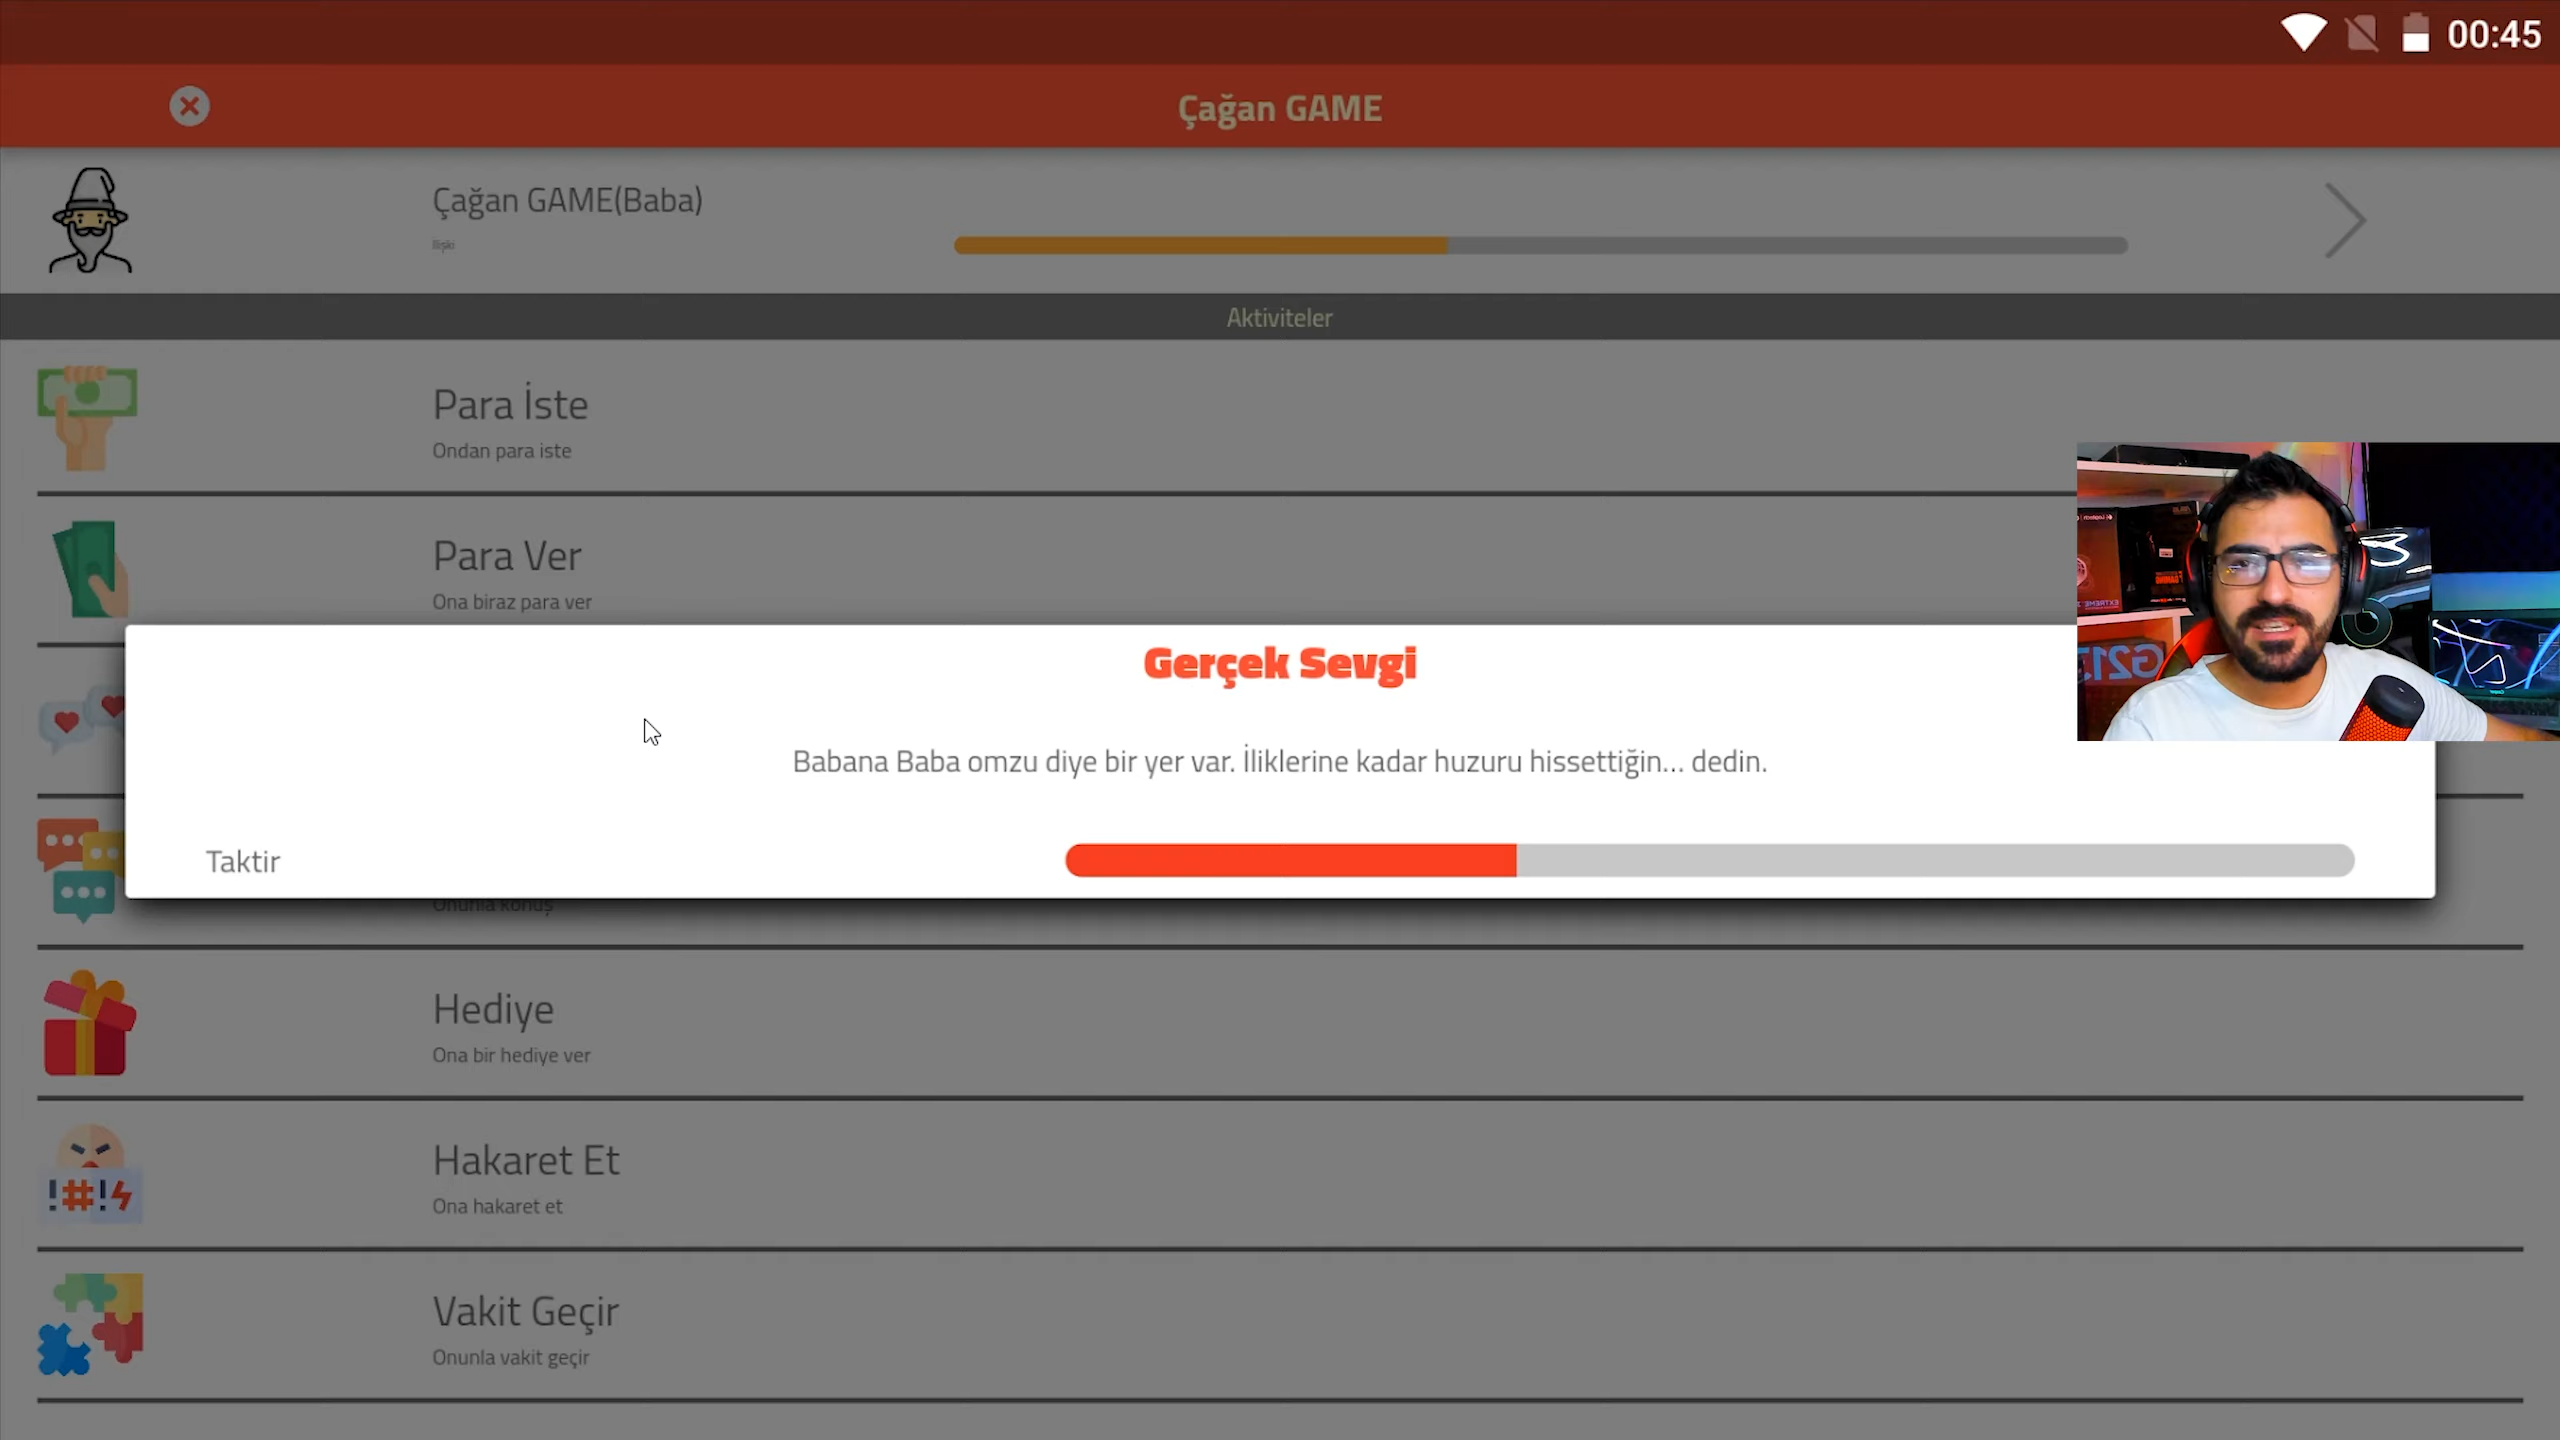 00:45
Çağan GAME
Çağan GAME(Baba)
İlişki
Aktiviteler
Para İste
Ondan para iste
Para Ver
Ona biraz para ver
Gerçek Sevgi
Babana Baba omzu diye bir yer var. İliklerine kadar huzuru hissettiğin... dedin.
Taktir
Onunla konuş
Hediye
Ona bir hediye ver
!#!
Hakaret Et
Ona hakaret et
Vakit Geçir
Onunla vakit geçir
G213